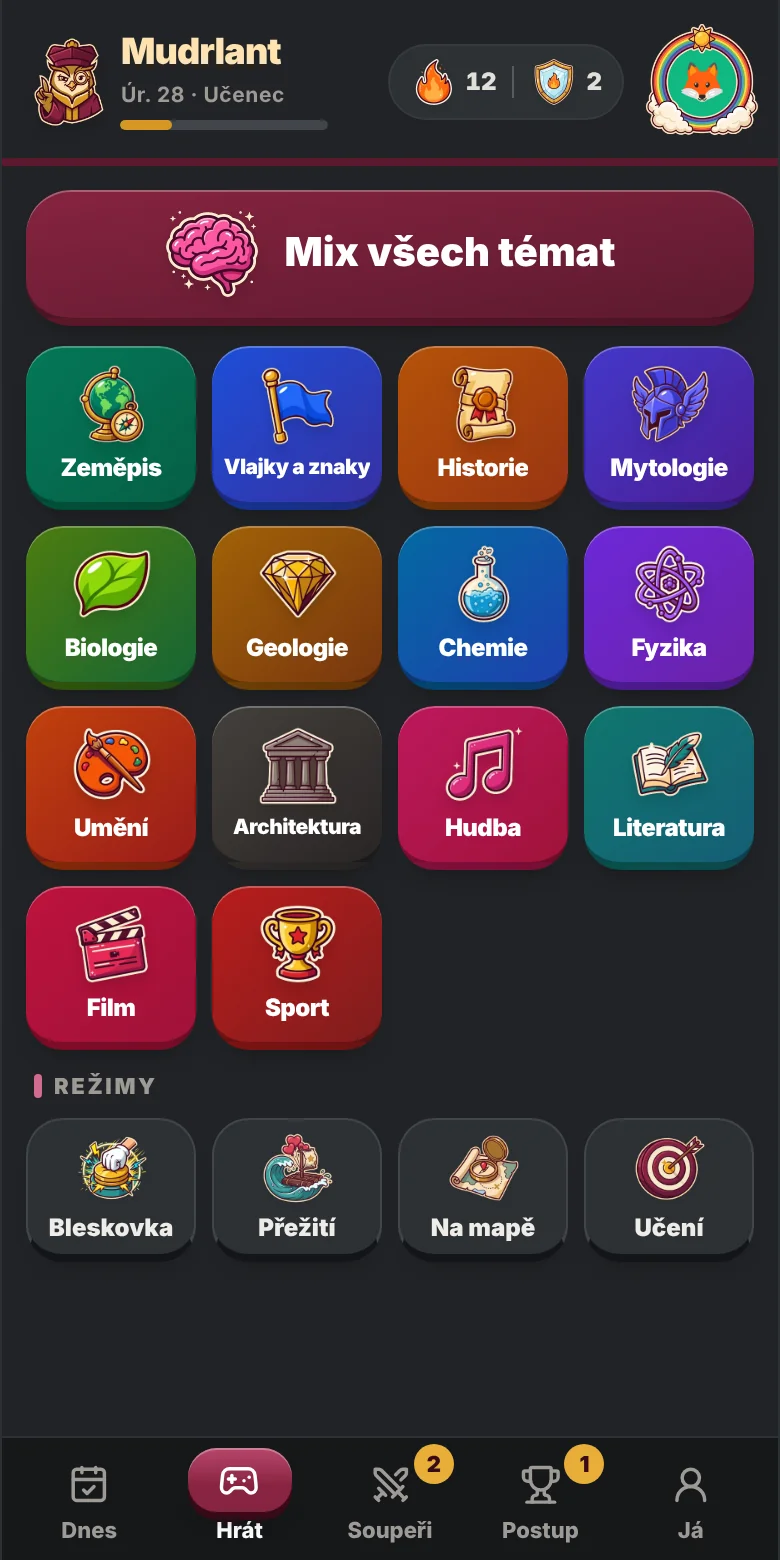 Mudrlant
Úr. 28 · Učenec
12
2
Mix všech témat
Zeměpis
Vlajky a znaky
Historie
Mytologie
Biologie
Geologie
Chemie
Fyzika
Umění
Architektura
Hudba
Literatura
Film
Sport
REŽIMY
Bleskovka
Přežití
Na mapě
Učení
2
1
Dnes
Hrát
Soupeři
Postup
Já